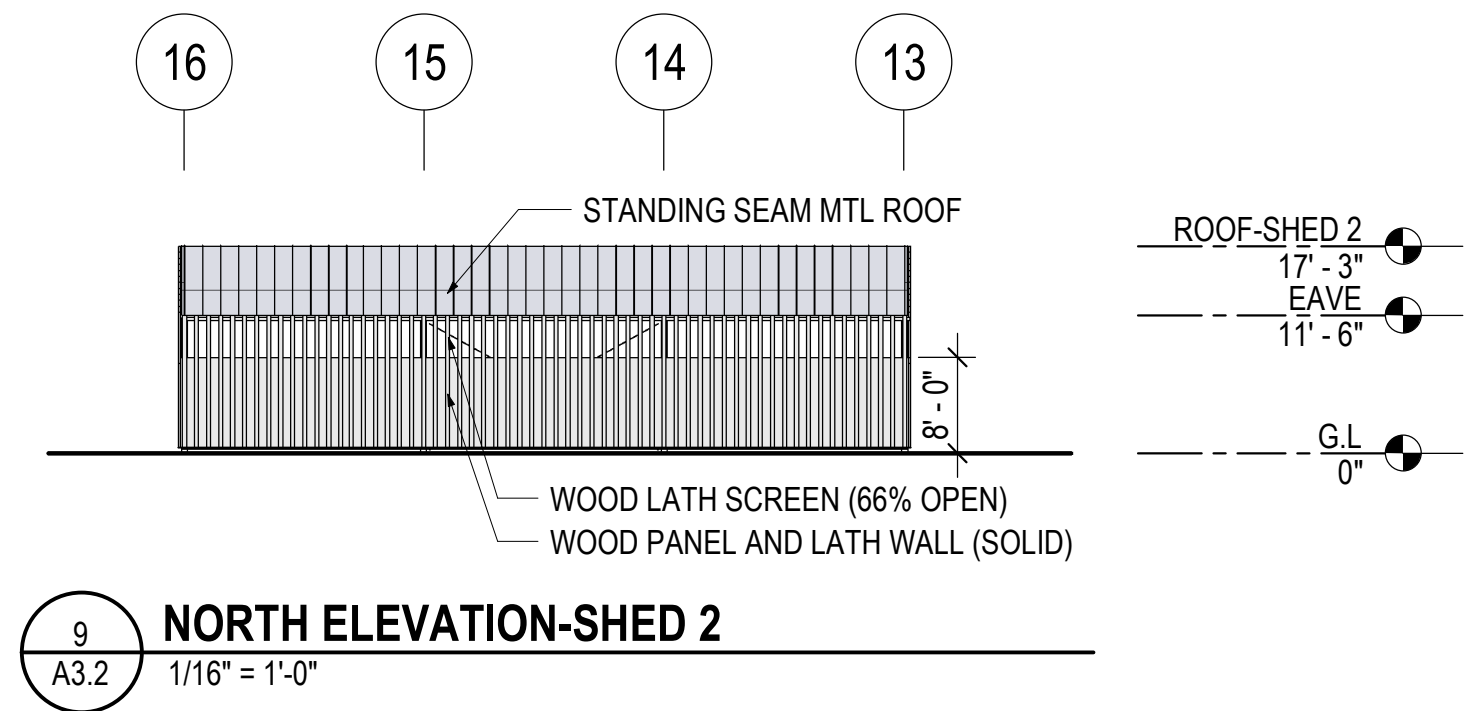 16
15
14
13
STANDING SEAM MTL ROOF
ROOF-SHED 2
17' - 3"
EAVE
11' - 6"
8' - 0"
G.L
0"
WOOD LATH SCREEN (66% OPEN)
WOOD PANEL AND LATH WALL (SOLID)
9
NORTH ELEVATION-SHED 2
A3.2
1/16" = 1'-0"